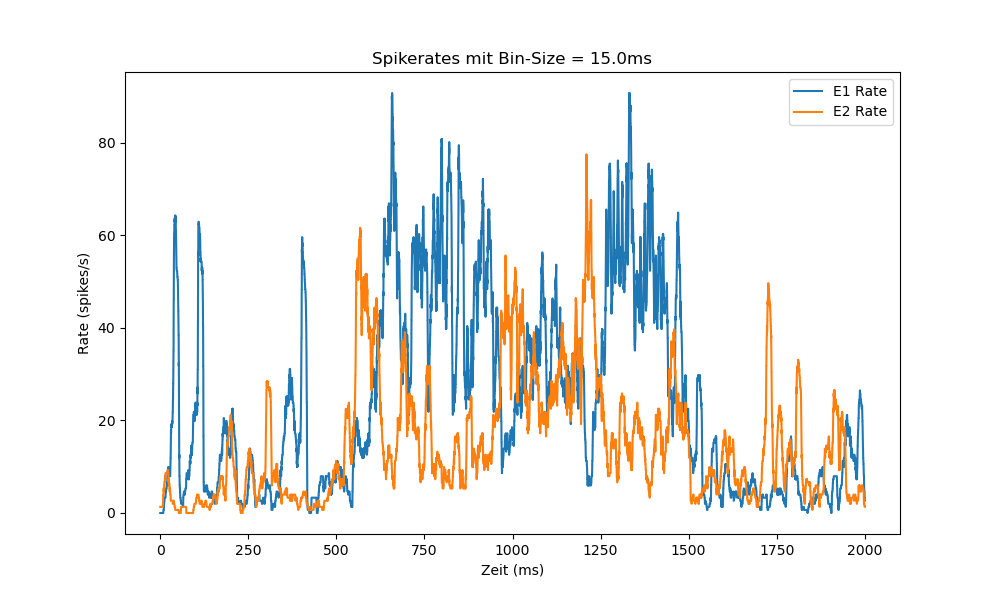 Spikerates mit Bin-Size = 15.0ms
E1 Rate
E2 Rate
Rate (spikes/s)
80
60
40
20
0
0 250 500 750 1000 1250 1500 1750 2000
Zeit (ms)